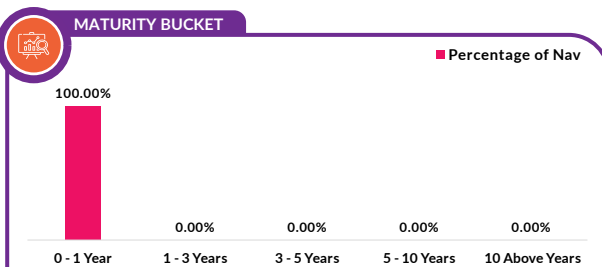 MATURITY BUCKET
Percentage of Nav
100.00%
0.00% 0.00% 0.00% 0.00%
0 - 1 Year 1 - 3 Years 3 - 5 Years 5 - 10 Years 10 Above Years